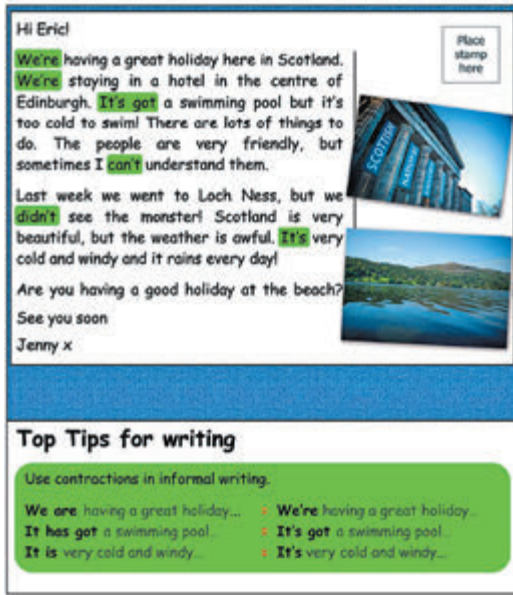 Hi Eric!
Place
stamp
here
We're having a great holiday here in Scotland.
We're staying in a hotel in the centre of
Edinburgh. It's got a swimming pool but it's
too cold to swim! There are lots of things to
do. The people are very friendly, but
sometimes I can't understand them.
Last week we went to Loch Ness, but we
didn't see the monster! Scotland is very
beautiful, but the weather is awful. It's very
cold and windy and it rains every day!
Are you having a good holiday at the beach?
See you soon
Jenny x
SCOTTISH
NATIONAL
Top Tips for writing
Use contractions in informal writing.
We are having a great holiday... We're having a great holiday...
It has got a swimming pool... It's got a swimming pool...
It is very cold and windy... It's very cold and windy...